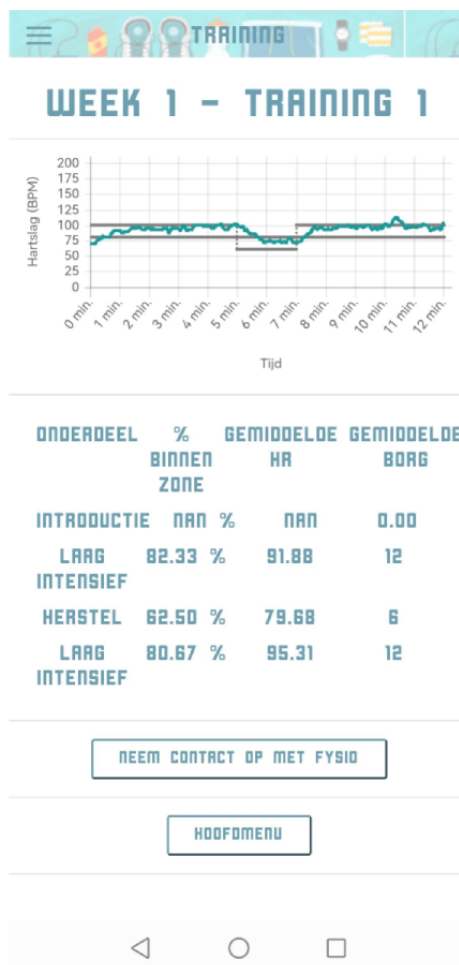 TRAINING
WEEK 1 - TRAINING 1
Hartslag (BPM)
200
175
150
125
100
75
50
25
0
0 min. 1 min. 2 min. 3 min. 4 min. 5 min. 6 min. 7 min. 8 min. 9 min. 10 min. 11 min. 12 min.
Tijd
ONDERDEEL % GEMIDDELDE GEMIDDELDE
BINNEN HR BORG
ZONE
INTRODUCTIE NAN % NAN 0.00
LAAG 82.33 % 91.88 12
INTENSIEF
HERSTEL 62.50 % 79.68 6
LAAG 80.67 % 95.31 12
INTENSIEF
NEEM CONTACT OP MET FYSIO
HOOFDMENU